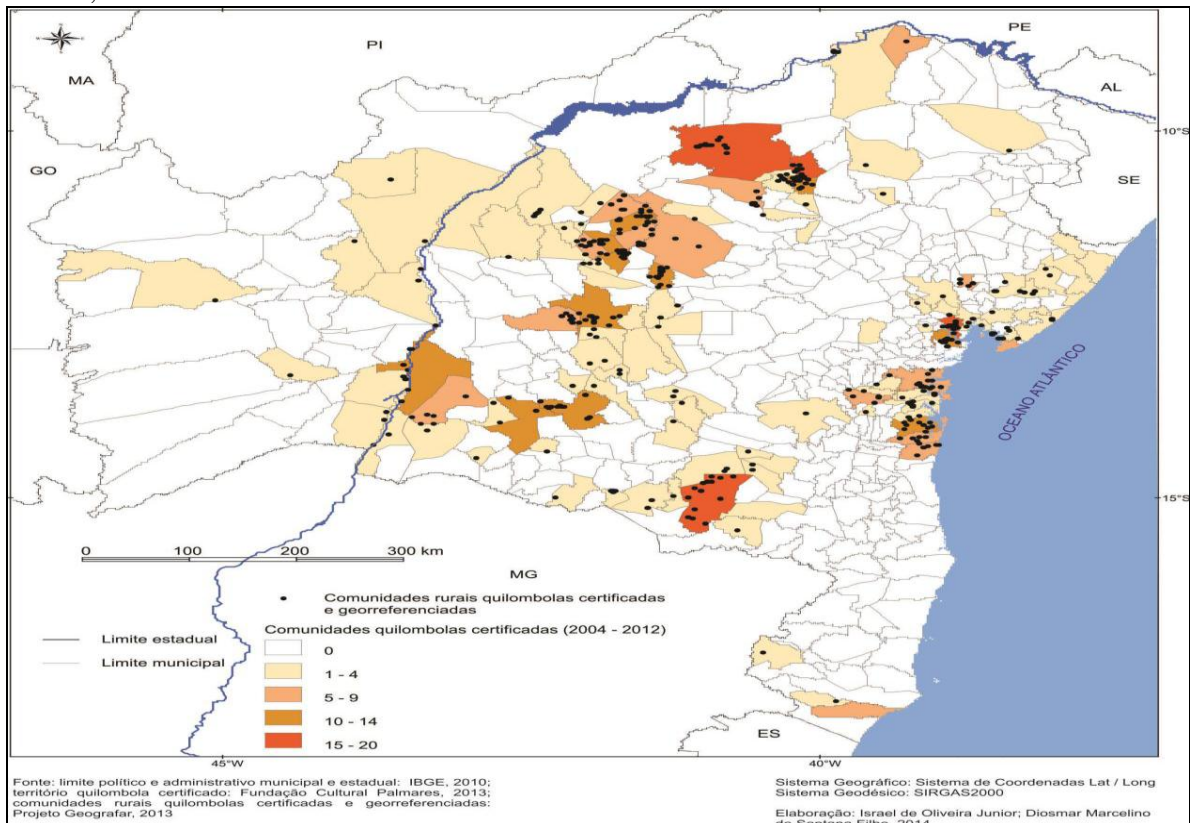 PI
PE
MA
AL
10°S
GO
SE
OCEANO ATLÂNTICO
15°S
0 100 200 300 km
MG
Comunidades rurais quilombolas certificadas
e georreferenciadas
Comunidades quilombolas certificadas (2004 - 2012)
Limite estadual
Limite municipal
0
1 - 4
5 - 9
10 - 14
15 - 20
ES
45°W
40°W
Fonte: limite político e administrativo municipal e estadual: IBGE, 2010;
território quilombola certificado: Fundação Cultural Palmares, 2013;
comunidades rurais quilombolas certificadas e georreferenciadas:
Projeto Geografar, 2013
Sistema Geográfico: Sistema de Coordenadas Lat / Long
Sistema Geodésico: SIRGAS2000
Elaboração: Israel de Oliveira Junior; Diosmar Marcelino
de Santana Filho, 2014